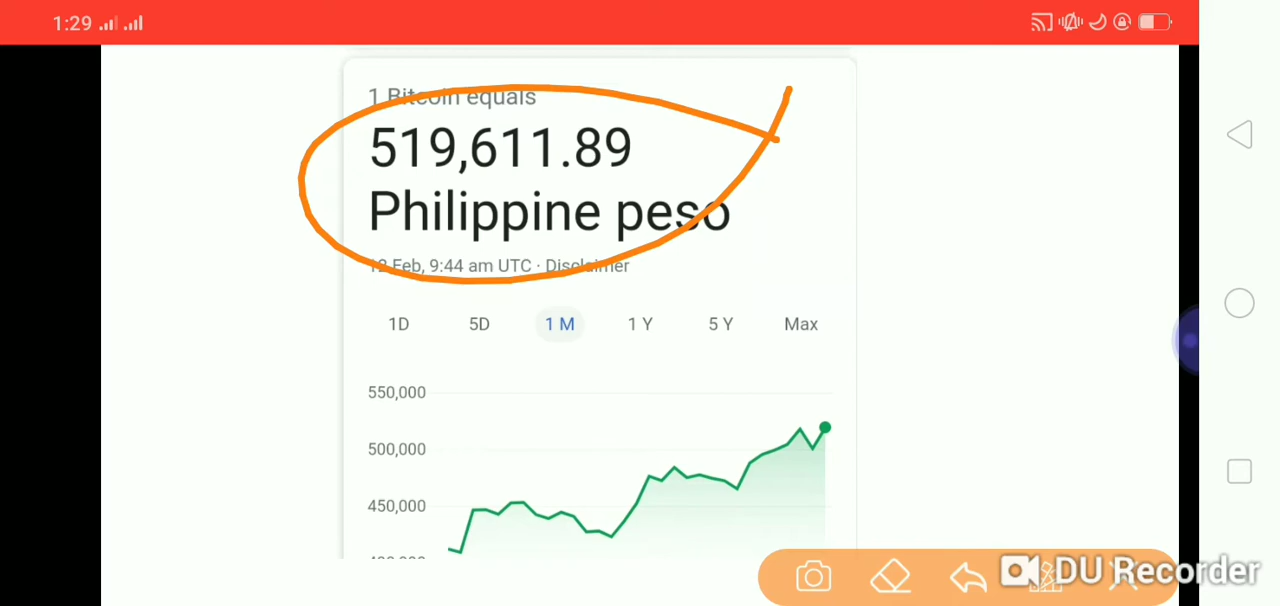 1:29
1 Bitcoin equals
519,611.89
Philippine peso
12 Feb, 9:44 am UTC · Disclaimer
1D 5D 1 M 1 Y 5 Y Max
550,000
500,000
450,000
DU Recorder